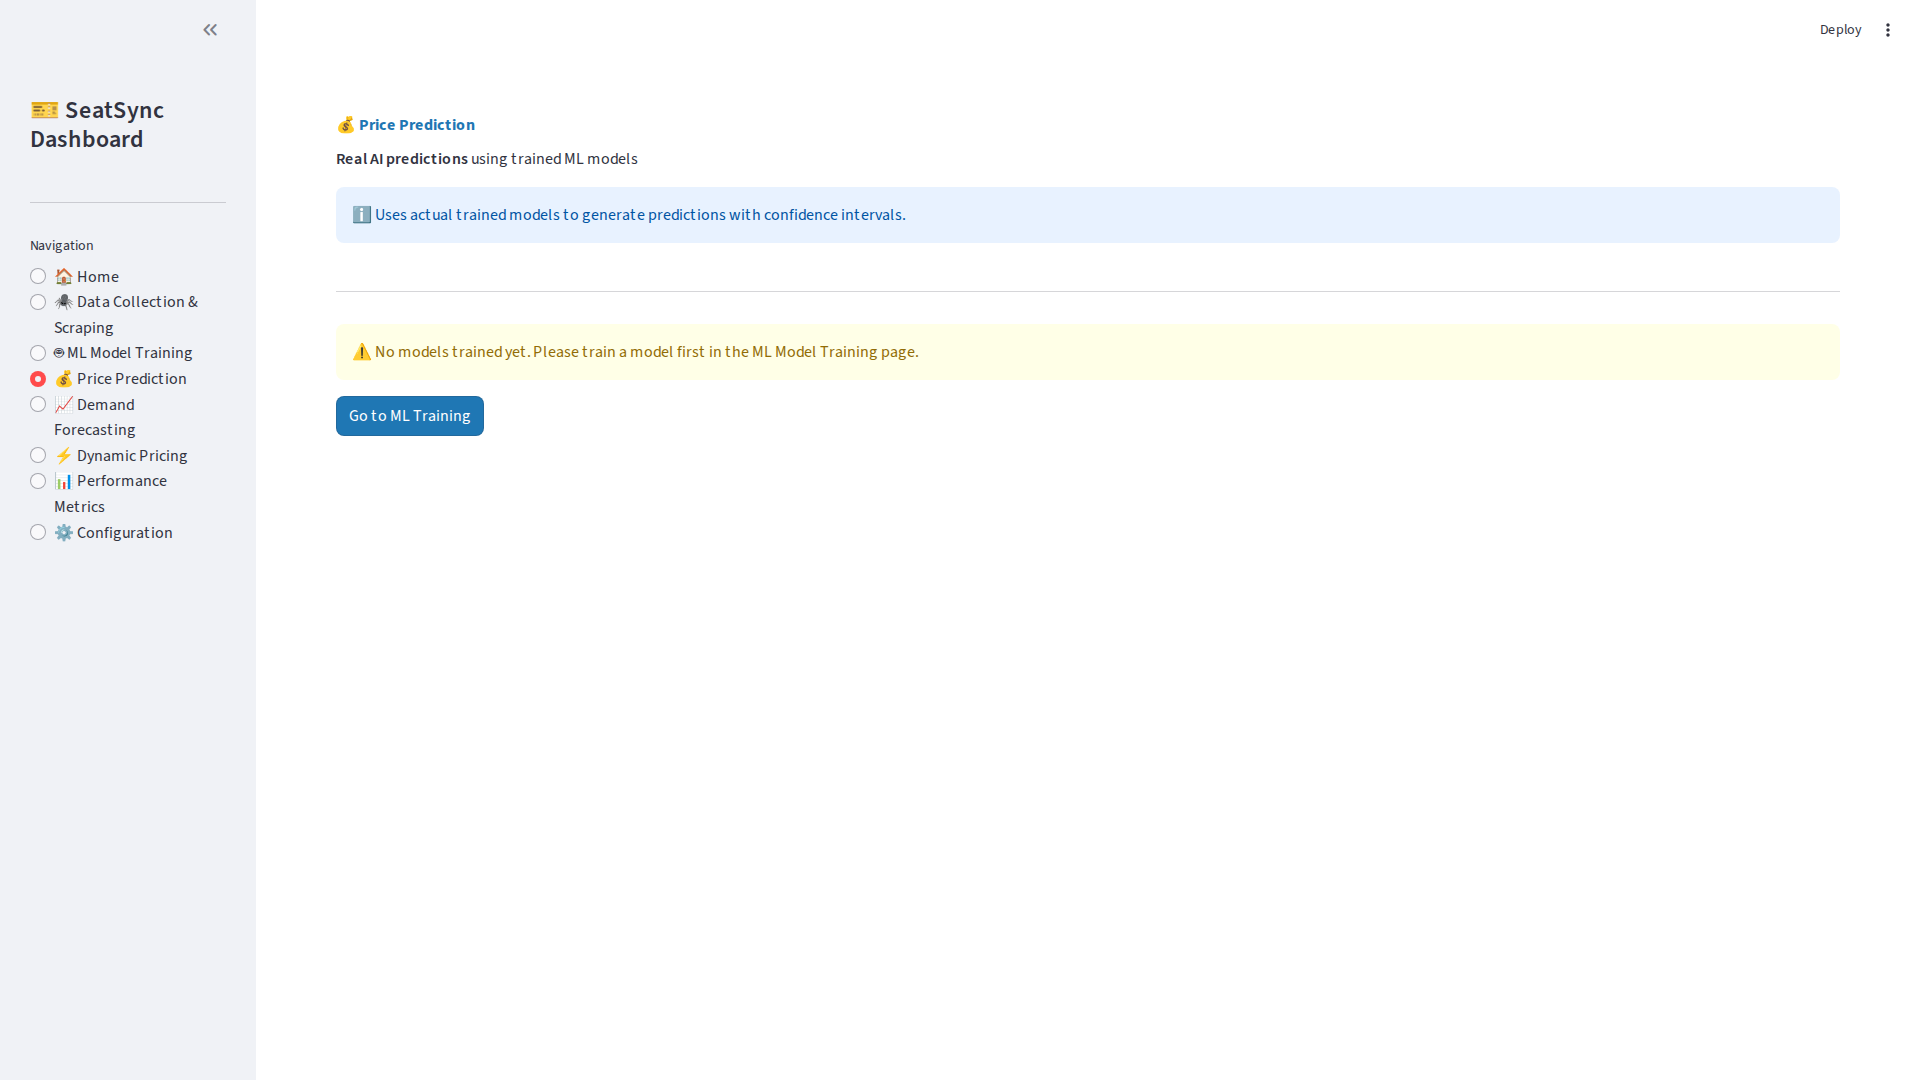 Deploy
🎫 SeatSync
Dashboard
Navigation
🏠 Home
🕷️ Data Collection &
Scraping
ML Model Training
💰 Price Prediction
📈 Demand
Forecasting
⚡ Dynamic Pricing
📊 Performance
Metrics
⚙️ Configuration
💰 Price Prediction
Real AI predictions using trained ML models
ℹ️ Uses actual trained models to generate predictions with confidence intervals.
⚠️ No models trained yet. Please train a model first in the ML Model Training page.
Go to ML Training